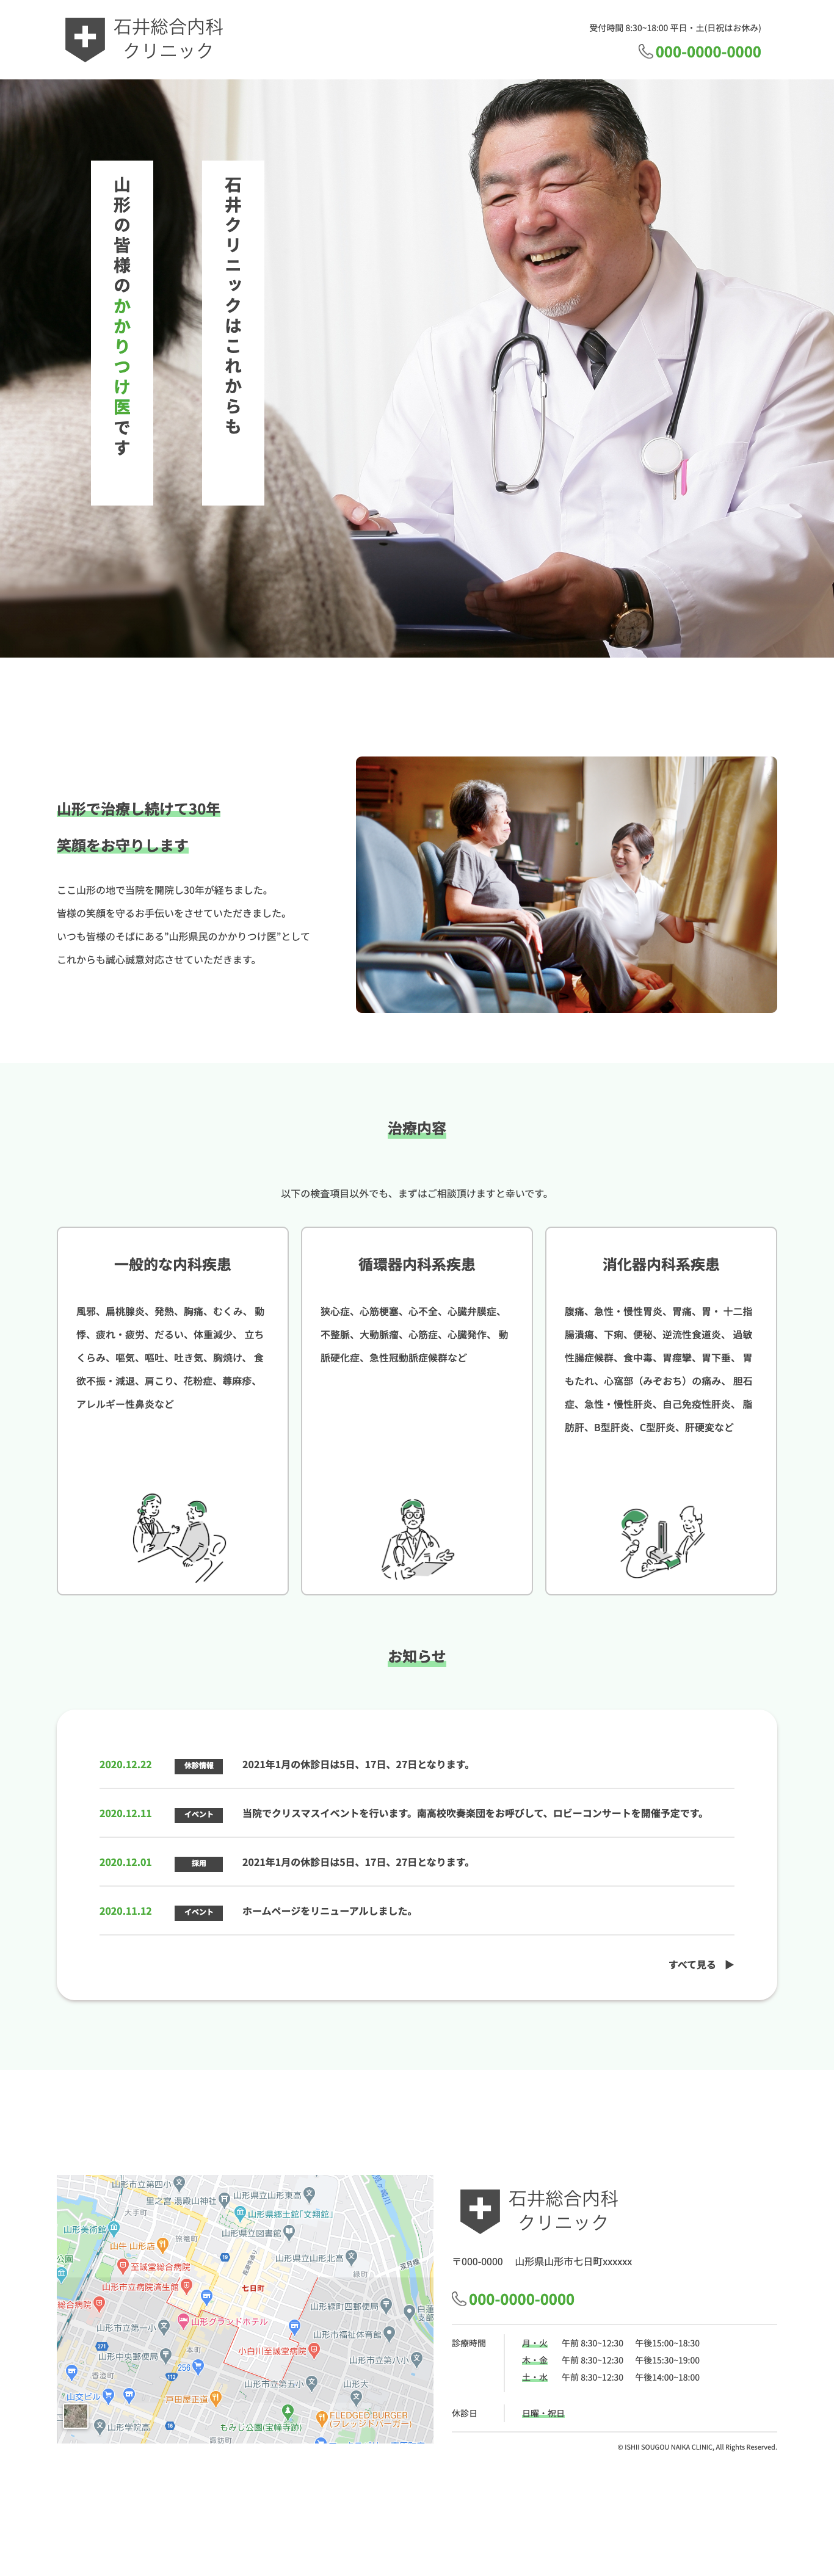 石井総合内科
クリニック
受付時間 8:30~18:00 平日・土(日祝はお休み)
000-0000-0000
石井クリニックはこれからも
山形の皆様のかかりつけ医です
山形で治療し続けて30年
笑顔をお守りします
ここ山形の地で当院を開院し30年が経ちました。
皆様の笑顔を守るお手伝いをさせていただきました。
いつも皆様のそばにある”山形県民のかかりつけ医”として
これからも誠心誠意対応させていただきます。
治療内容
以下の検査項目以外でも、まずはご相談頂けますと幸いです。
一般的な内科疾患
風邪、扁桃腺炎、発熱、胸痛、むくみ、 動
悸、疲れ・疲労、だるい、体重減少、 立ち
くらみ、嘔気、嘔吐、吐き気、胸焼け、 食
欲不振・減退、肩こり、花粉症、蕁麻疹、
アレルギー性鼻炎など
循環器内科系疾患
狭心症、心筋梗塞、心不全、心臓弁膜症、
不整脈、大動脈瘤、心筋症、心臓発作、 動
脈硬化症、急性冠動脈症候群など
消化器内科系疾患
腹痛、急性・慢性胃炎、胃痛、胃・ 十二指
腸潰瘍、下痢、便秘、逆流性食道炎、 過敏
性腸症候群、食中毒、胃痙攣、胃下垂、 胃
もたれ、心窩部（みぞおち）の痛み、 胆石
症、急性・慢性肝炎、自己免疫性肝炎、 脂
肪肝、B型肝炎、C型肝炎、肝硬変など
お知らせ
2020.12.22 休診情報 2021年1月の休診日は5日、17日、27日となります。
2020.12.11 イベント 当院でクリスマスイベントを行います。南高校吹奏楽団をお呼びして、ロビーコンサートを開催予定です。
2020.12.01 採用 2021年1月の休診日は5日、17日、27日となります。
2020.11.12 イベント ホームページをリニューアルしました。
すべて見る ▶
山形市立第四小
里之宮 湯殿山神社
山形県立山形東高
大手町
山形県郷士館「文翔館」
山形美術館
旅篭町
山形県立図書館
山牛 山形店
公園
至誠堂総合病院
山形県立山形北高
双月橋
緑町
山形市立病院済生館
七日町
総合病院
山形緑町四郵便局
山形グランドホテル
山形市立第一小
山形市福祉体育館
271
本町
小白川至誠堂病院
山形中央郵便局
山形市立第八小
256
香澄町
112
山形市立第五小
山形大
山交ビル
戸田屋正道
もみじ公園(宝幢寺跡)
FLEDGED BURGER
(フレッジドバーガー)
山形学院高
16
諏訪町
石井総合内科
クリニック
〒000-0000 山形県山形市七日町xxxxxx
000-0000-0000
診療時間 月・火 午前 8:30~12:30 午後15:00~18:30
木・金 午前 8:30~12:30 午後15:30~19:00
土・水 午前 8:30~12:30 午後14:00~18:00
休診日 日曜・祝日
© ISHII SOUGOU NAIKA CLINIC, All Rights Reserved.